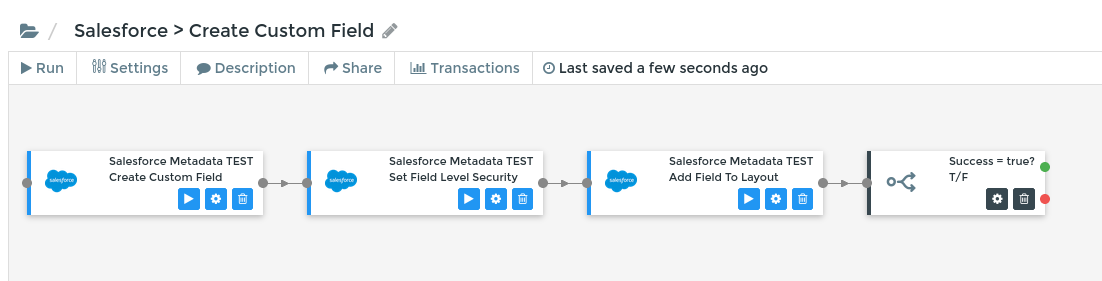 / Salesforce > Create Custom Field
Run Settings Description Share Transactions Last saved a few seconds ago
salesforce Salesforce Metadata TEST
Create Custom Field
salesforce Salesforce Metadata TEST
Set Field Level Security
salesforce Salesforce Metadata TEST
Add Field To Layout
Success = true?
T/F